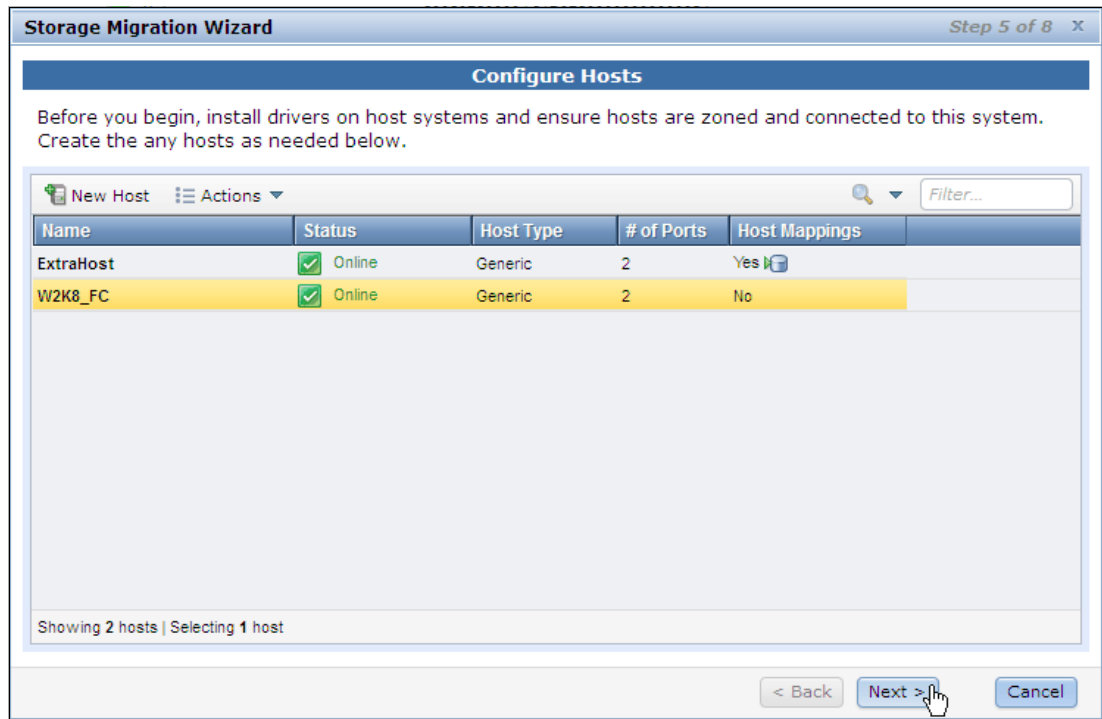 Storage Migration Wizard Step 5 of 8 X
Configure Hosts
Before you begin, install drivers on host systems and ensure hosts are zoned and connected to this system.
Create the any hosts as needed below.
New Host Actions Filter...
Name Status Host Type # of Ports Host Mappings
ExtraHost Online Generic 2 Yes
W2K8_FC Online Generic 2 No
Showing 2 hosts | Selecting 1 host
< Back Next > Cancel